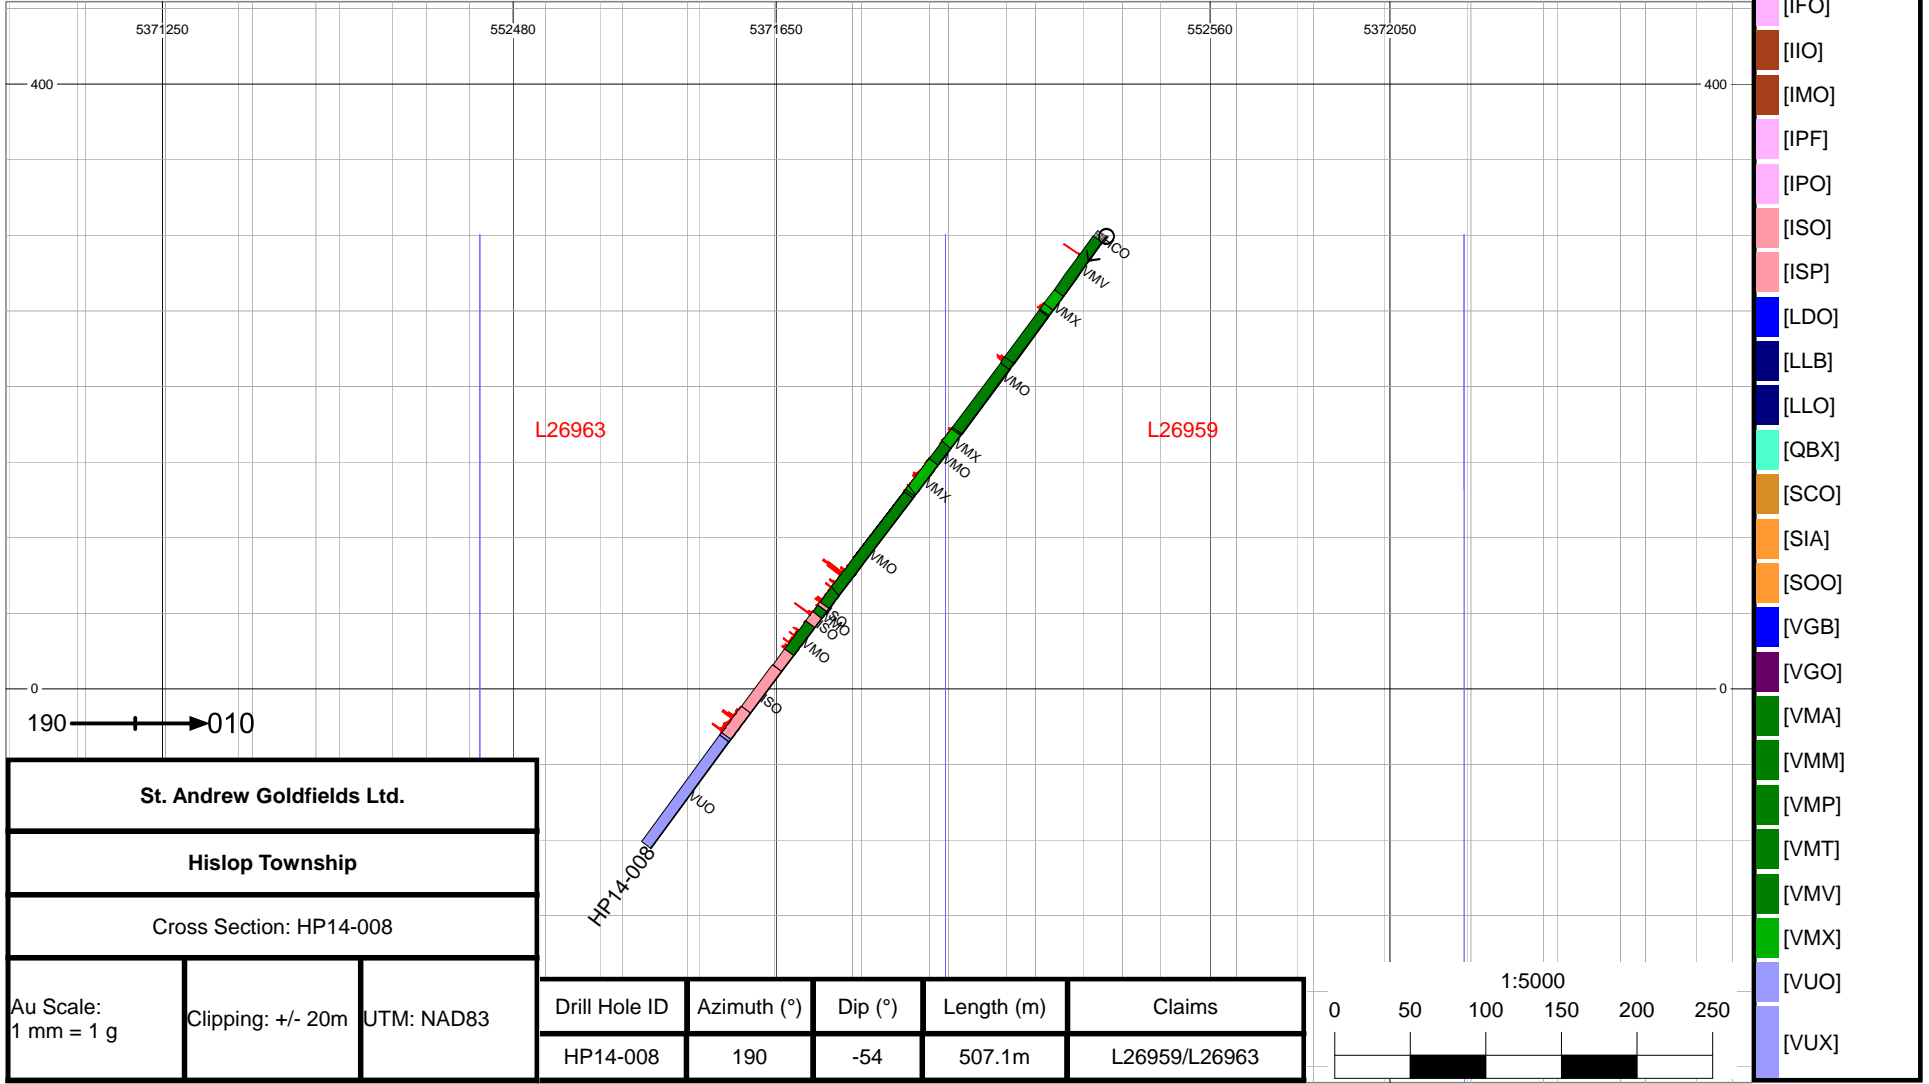 5371250
552480
5371650
552560
5372050
400
400
L26963
L26959
VMV
VMX
VMO
VMX
VMO
VMX
VMO
ISO
VMO
ISO
VMO
ISO
VUO
HP14-008
0
0
190
010
St. Andrew Goldfields Ltd.
Hislop Township
Cross Section: HP14-008
Au Scale:
1 mm = 1 g
Clipping: +/- 20m
UTM: NAD83
Drill Hole ID
Azimuth (°)
Dip (°)
Length (m)
Claims
HP14-008
190
-54
507.1m
L26959/L26963
1:5000
0 50 100 150 200 250
[IFO]
[IIO]
[IMO]
[IPF]
[IPO]
[ISO]
[ISP]
[LDO]
[LLB]
[LLO]
[QBX]
[SCO]
[SIA]
[SOO]
[VGB]
[VGO]
[VMA]
[VMM]
[VMP]
[VMT]
[VMV]
[VMX]
[VUO]
[VUX]